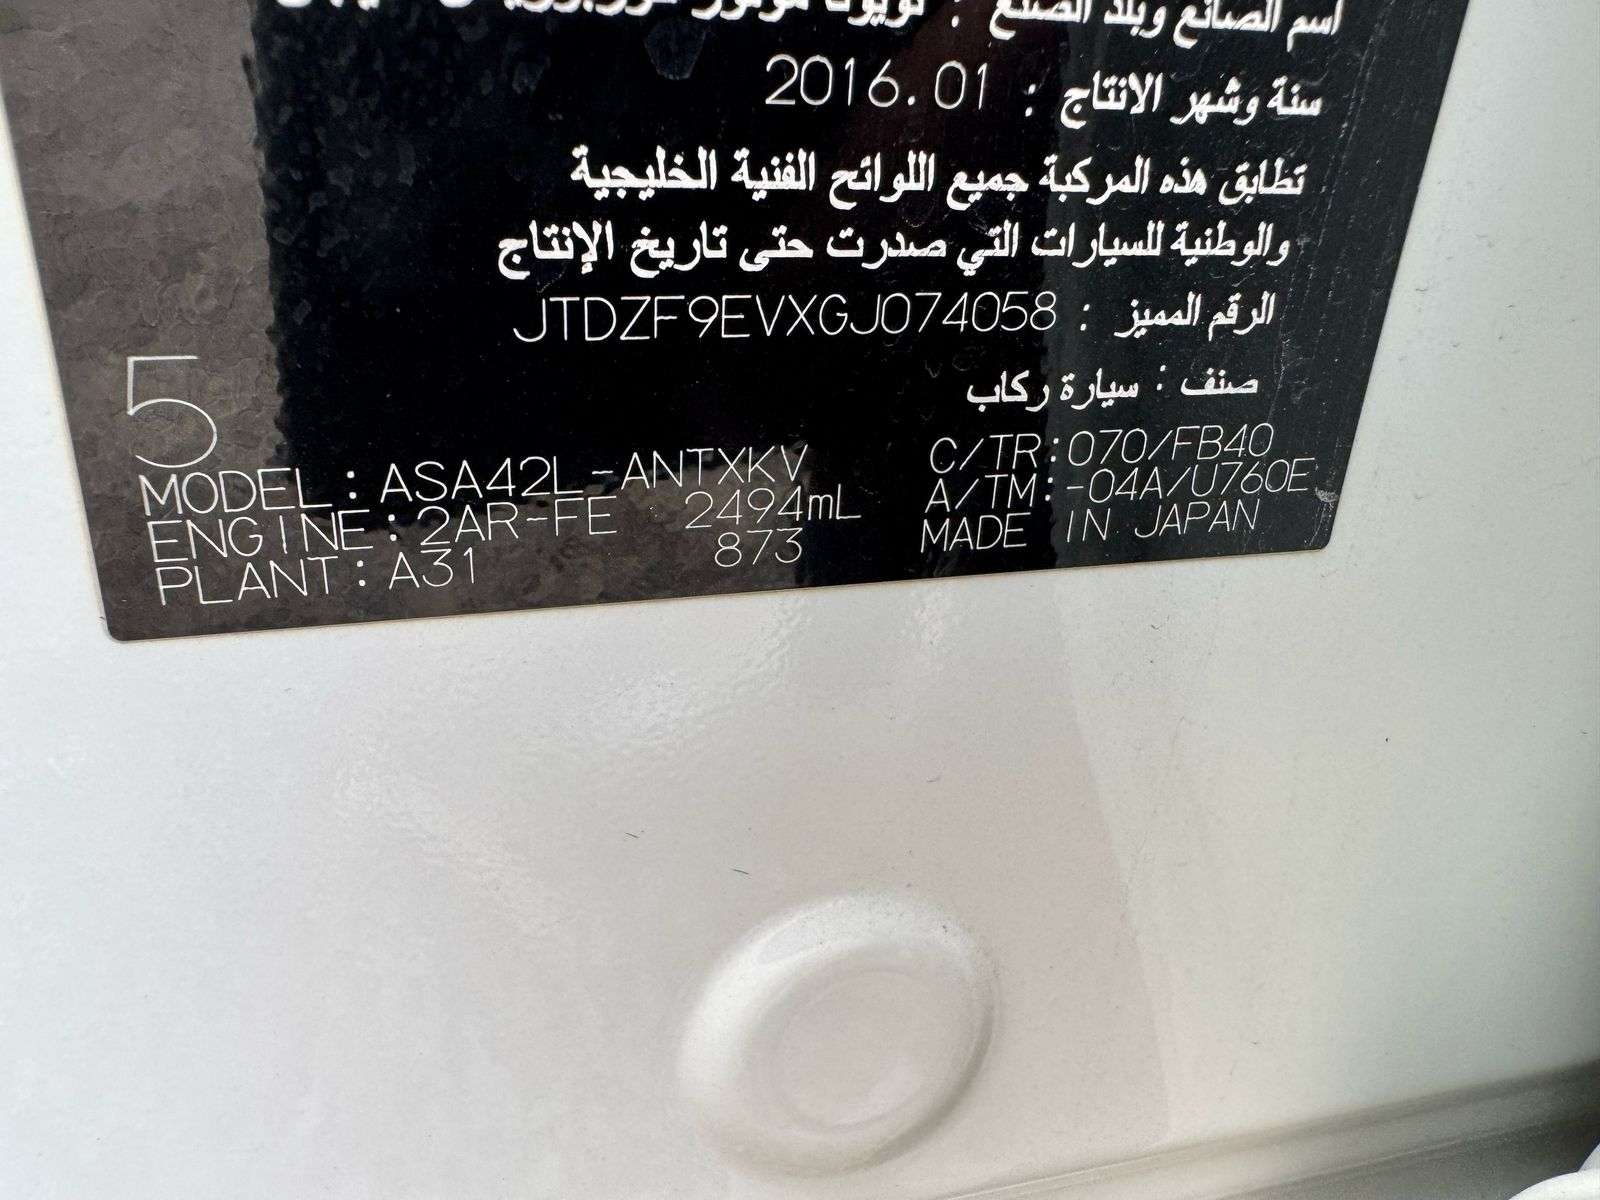 اسم الصانع وبلد الصنع : تويوتا موتور
سنة وشهر الانتاج : 2016.01
تطابق هذه المركبة جميع اللوائح الفنية الخليجية
والوطنية للسيارات التي صدرت حتى تاريخ الإنتاج
الرقم المميز : JTDZF9EVXGJ074058
صنف : سيارة ركاب
5
MODEL : ASA42L-ANTXKV C/TR : 070/FB40
ENGINE : 2AR-FE 2494mL A/TM : -04A/U760E
PLANT : A31 873 MADE IN JAPAN